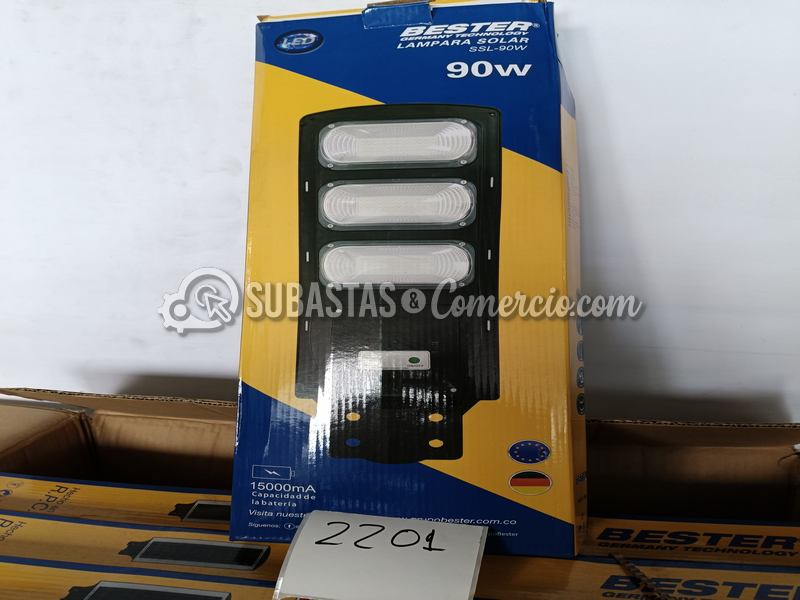 LED
BESTER®
GERMANY TECHNOLOGY
LAMPARA SOLAR
SSL-90W
90W
SUBASTAS & Comercio.com
15000mA
Capacidad de
la batería
Visita nuestr
Síguenos:
2201
BESTER
GERMANY TECHNOLOGY
BESTER